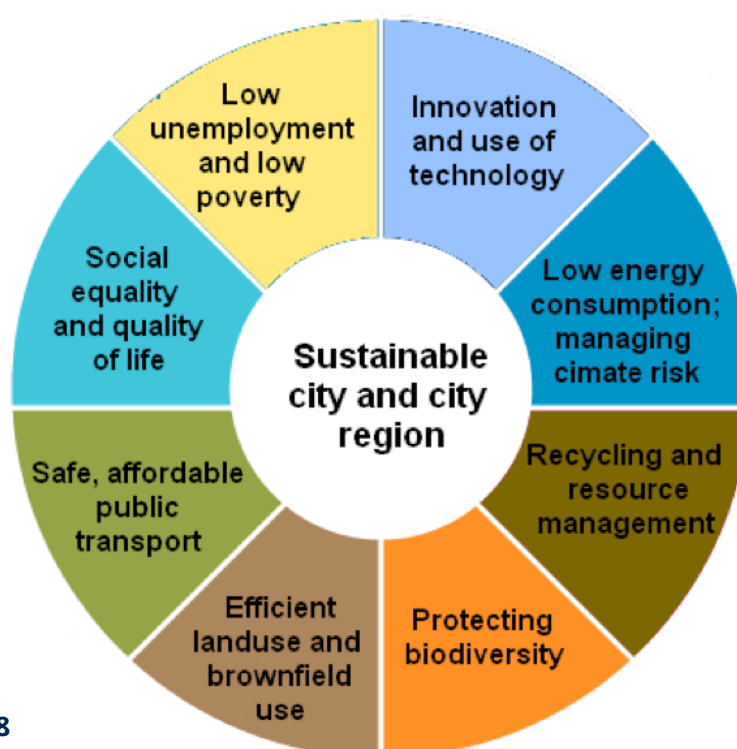 Low
unemployment
and low
poverty
Innovation
and use of
technology
Social
equality
and quality
of life
Low energy
consumption;
managing
cimate risk
Sustainable
city and city
region
Safe, affordable
public
transport
Recycling and
resource
management
Efficient
landuse and
brownfield
use
Protecting
biodiversity
8